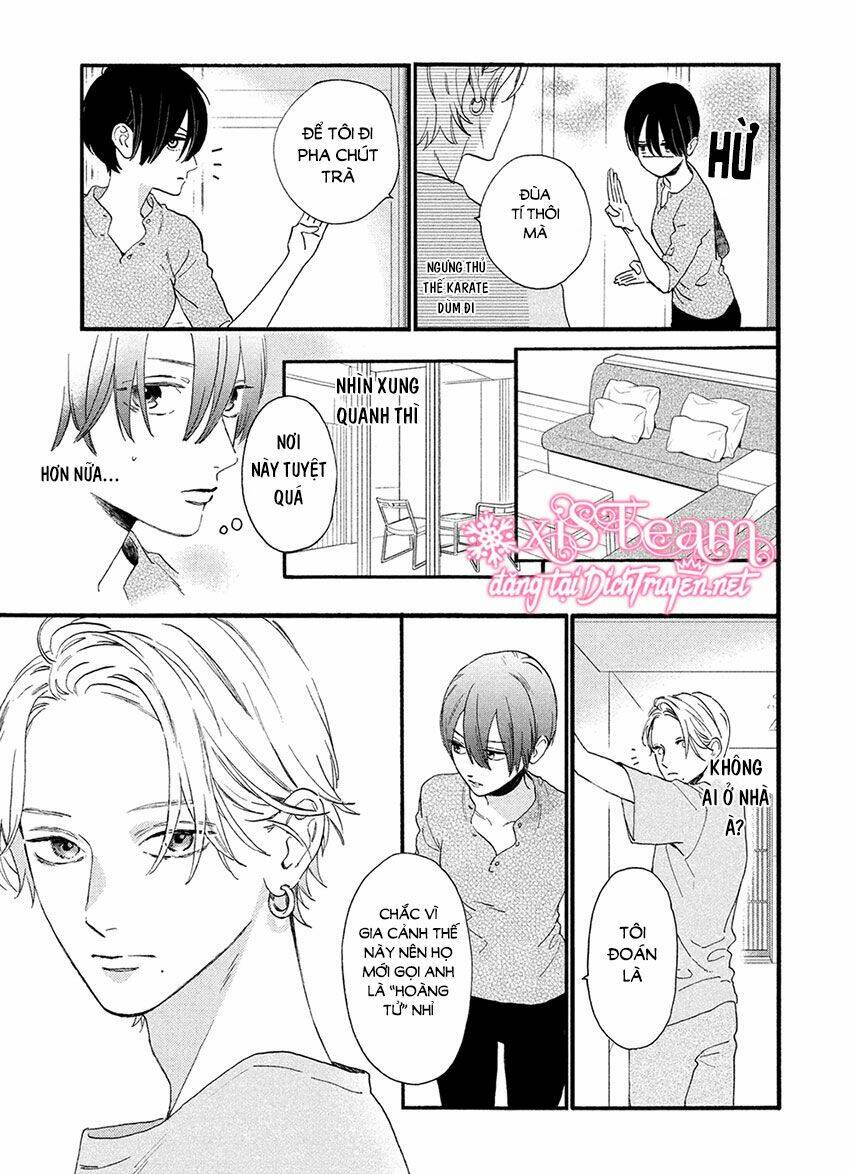 HỪ
ĐÙA
TÍ THÔI
MÀ
NGƯNG THỦ
THẾ KARATE
DÙM ĐI
ĐỂ TÔI ĐI
PHA CHÚT
TRÀ
NHÌN XUNG
QUANH THÌ
NƠI
NÀY TUYỆT
QUÁ
HƠN NỮA...
xiSTeam
đăng tại DichTruyen.net
KHÔNG
AI Ở NHÀ
À?
TÔI
ĐOÁN
LÀ
CHẮC VÌ
GIA CẢNH THẾ
NÀY NÊN HỌ
MỚI GỌI ANH
LÀ "HOÀNG
TỬ" NHỈ